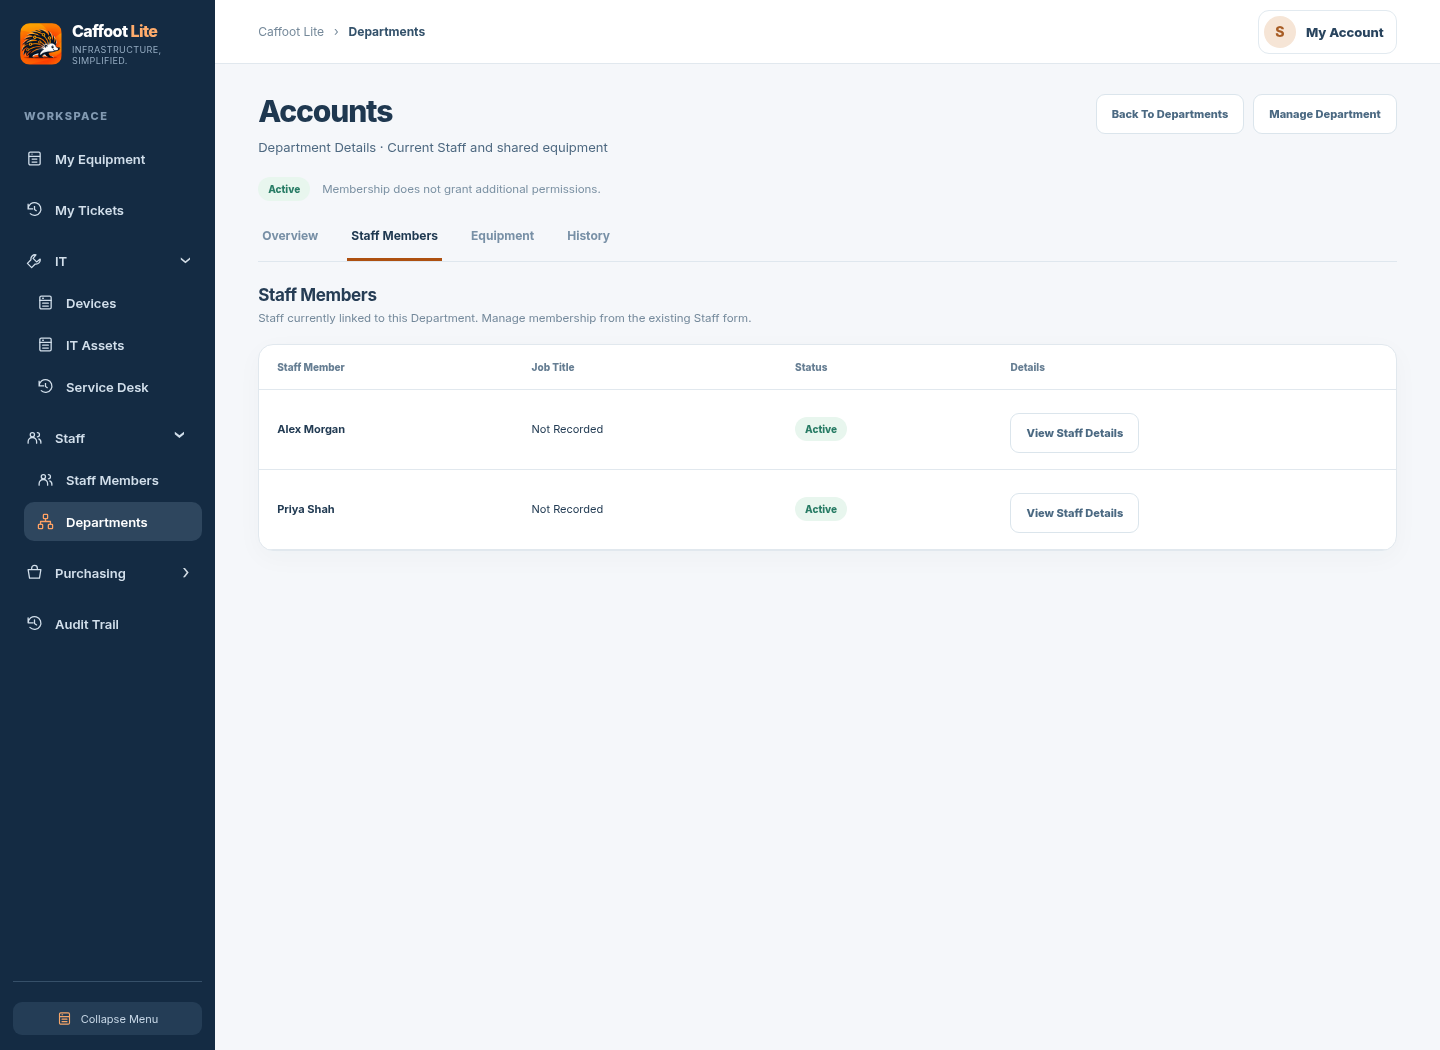 Caffoot Lite
INFRASTRUCTURE,
SIMPLIFIED.
WORKSPACE
My Equipment
My Tickets
IT
Devices
IT Assets
Service Desk
Staff
Staff Members
Departments
Purchasing
Audit Trail
Collapse Menu
Caffoot Lite › Departments
S My Account
Accounts
Back To Departments
Manage Department
Department Details · Current Staff and shared equipment
Active Membership does not grant additional permissions.
Overview Staff Members Equipment History
Staff Members
Staff currently linked to this Department. Manage membership from the existing Staff form.
Staff Member Job Title Status Details
Alex Morgan Not Recorded Active View Staff Details
Priya Shah Not Recorded Active View Staff Details